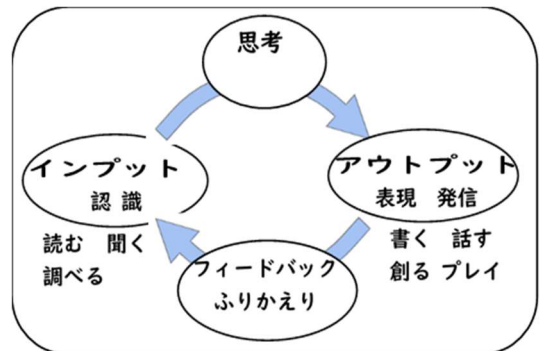 思考
インプット
認識
読む 聞く
調べる
アウトプット
表現 発信
書く 話す
創る プレイ
フィードバック
ふりかえり